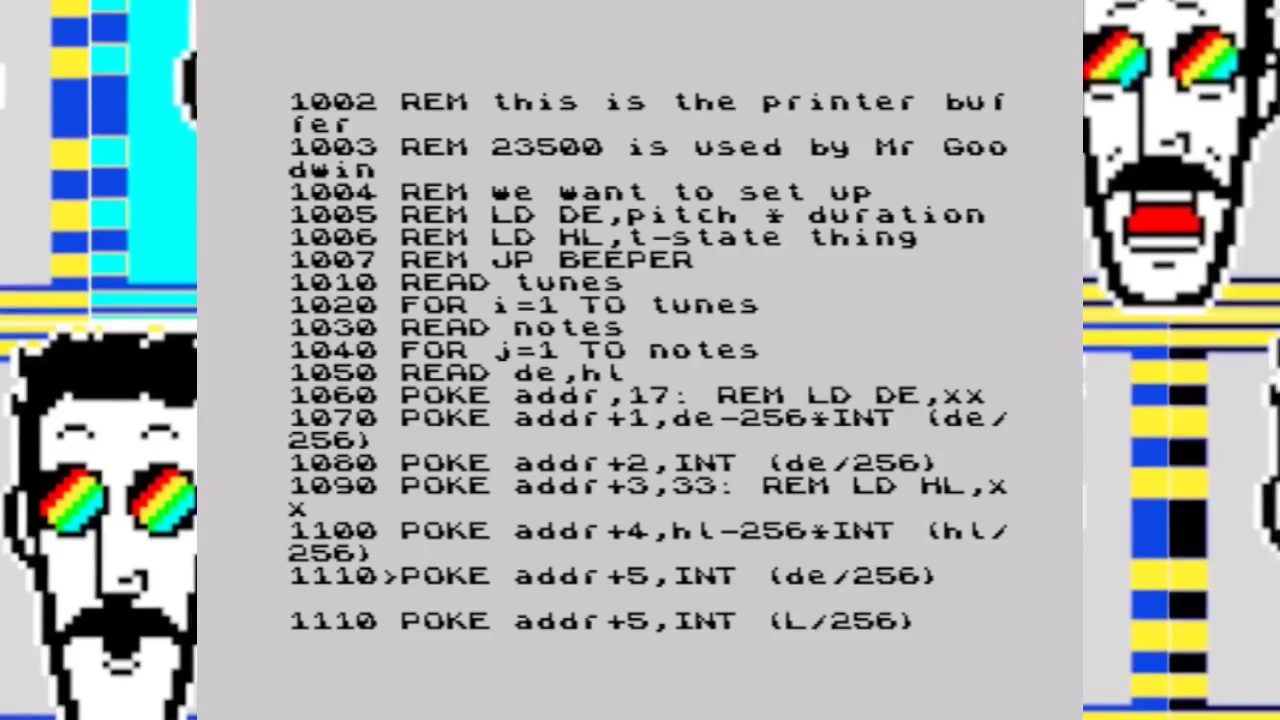 1002 REM this is the printer buf
fer
1003 REM 23500 is used by Mr Goo
dwin
1004 REM we want to set up
1005 REM LD DE,pitch * duration
1006 REM LD HL,t-state thing
1007 REM JP BEEPER
1010 READ tunes
1020 FOR i=1 TO tunes
1030 READ notes
1040 FOR j=1 TO notes
1050 READ de,hl
1060 POKE addr,17: REM LD DE,xx
1070 POKE addr+1,de-256*INT (de/
256)
1080 POKE addr+2,INT (de/256)
1090 POKE addr+3,33: REM LD HL,x
x
1100 POKE addr+4,hl-256*INT (hl/
256)
1110>POKE addr+5,INT (de/256)
1110 POKE addr+5,INT (L/256)